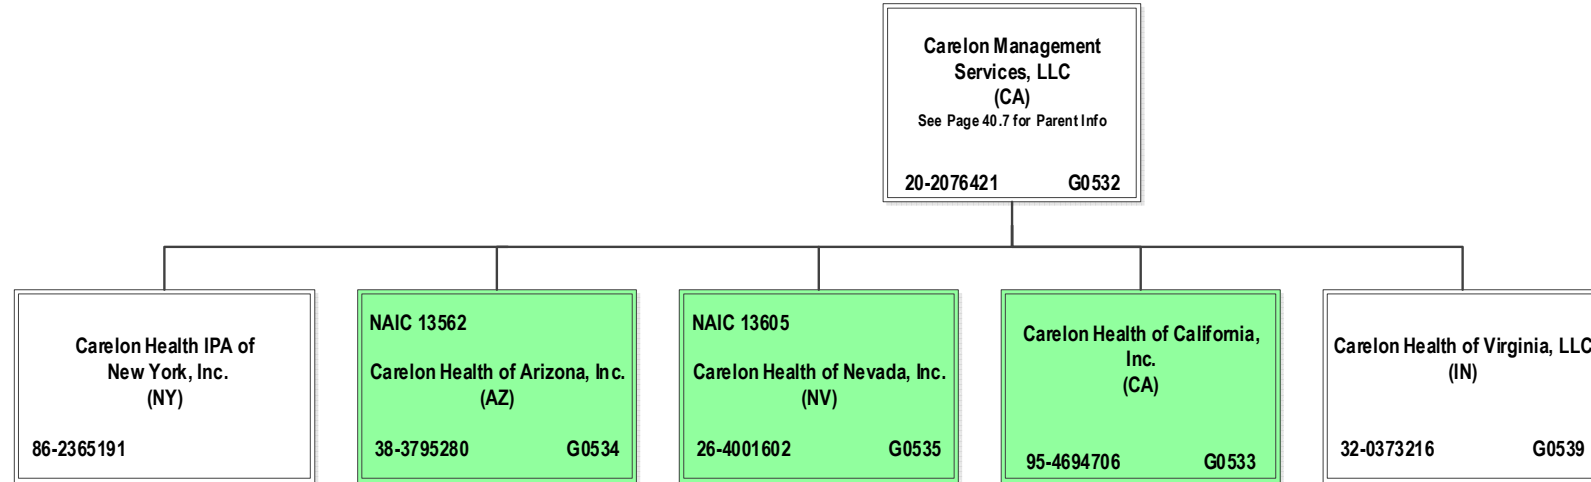 Carelon Management
Services, LLC
(CA)
See Page 40.7 for Parent Info
20-2076421 G0532
Carelon Health IPA of
New York, Inc.
(NY)
86-2365191
NAIC 13562
Carelon Health of Arizona, Inc.
(AZ)
38-3795280 G0534
NAIC 13605
Carelon Health of Nevada, Inc.
(NV)
26-4001602 G0535
Carelon Health of California,
Inc.
(CA)
95-4694706 G0533
Carelon Health of Virginia, LLC
(IN)
32-0373216 G0539